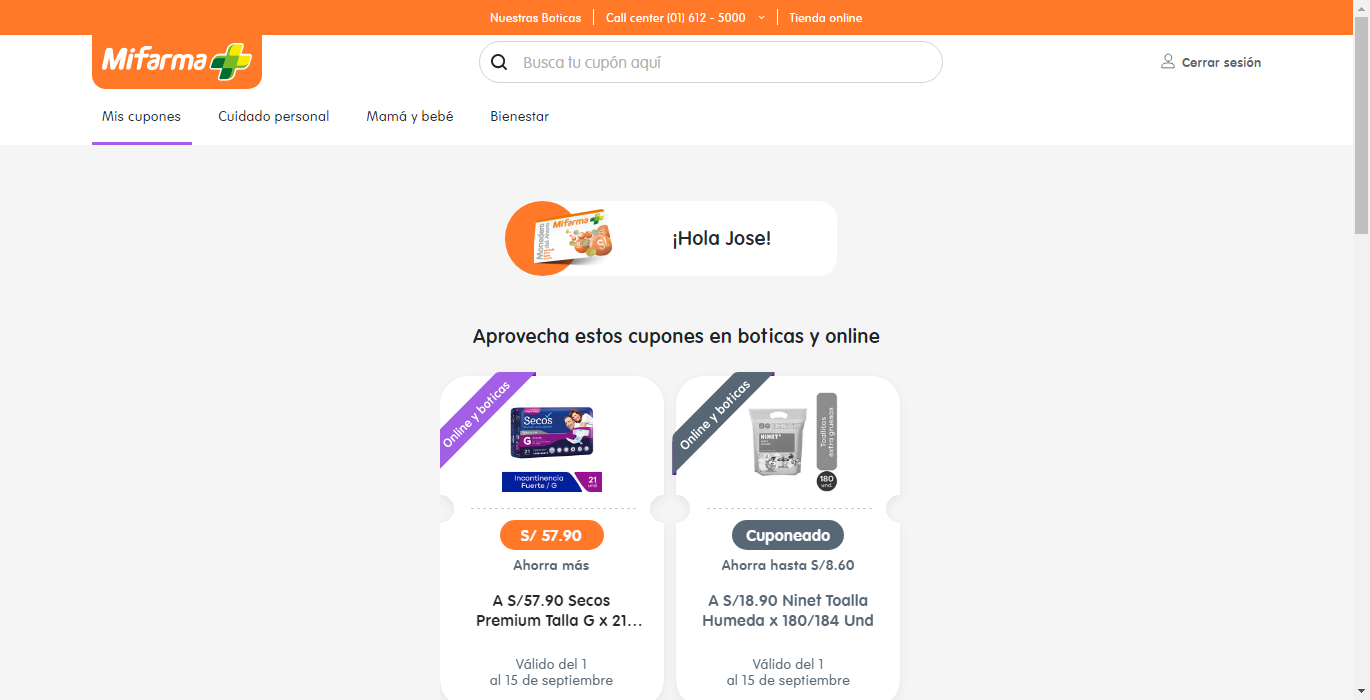 Nuestras Boticas
Call center (01) 612 - 5000
Tienda online
Mifarma
Busca tu cupón aquí
Cerrar sesión
Mis cupones
Cuidado personal
Mamá y bebé
Bienestar
Mifarma
Monedero
del Ahorro
¡Hola Jose!
Aprovecha estos cupones en boticas y online
Online y boticas
Secos
G
21
Incontinencia
Fuerte / G
21
und.
S/ 57.90
Ahorra más
A S/57.90 Secos
Premium Talla G x 21...
Válido del 1
al 15 de septiembre
Online y boticas
NINET
Toallitas
extra gruesas
180
und.
Cuponeado
Ahorra hasta S/8.60
A S/18.90 Ninet Toalla
Humeda x 180/184 Und
Válido del 1
al 15 de septiembre